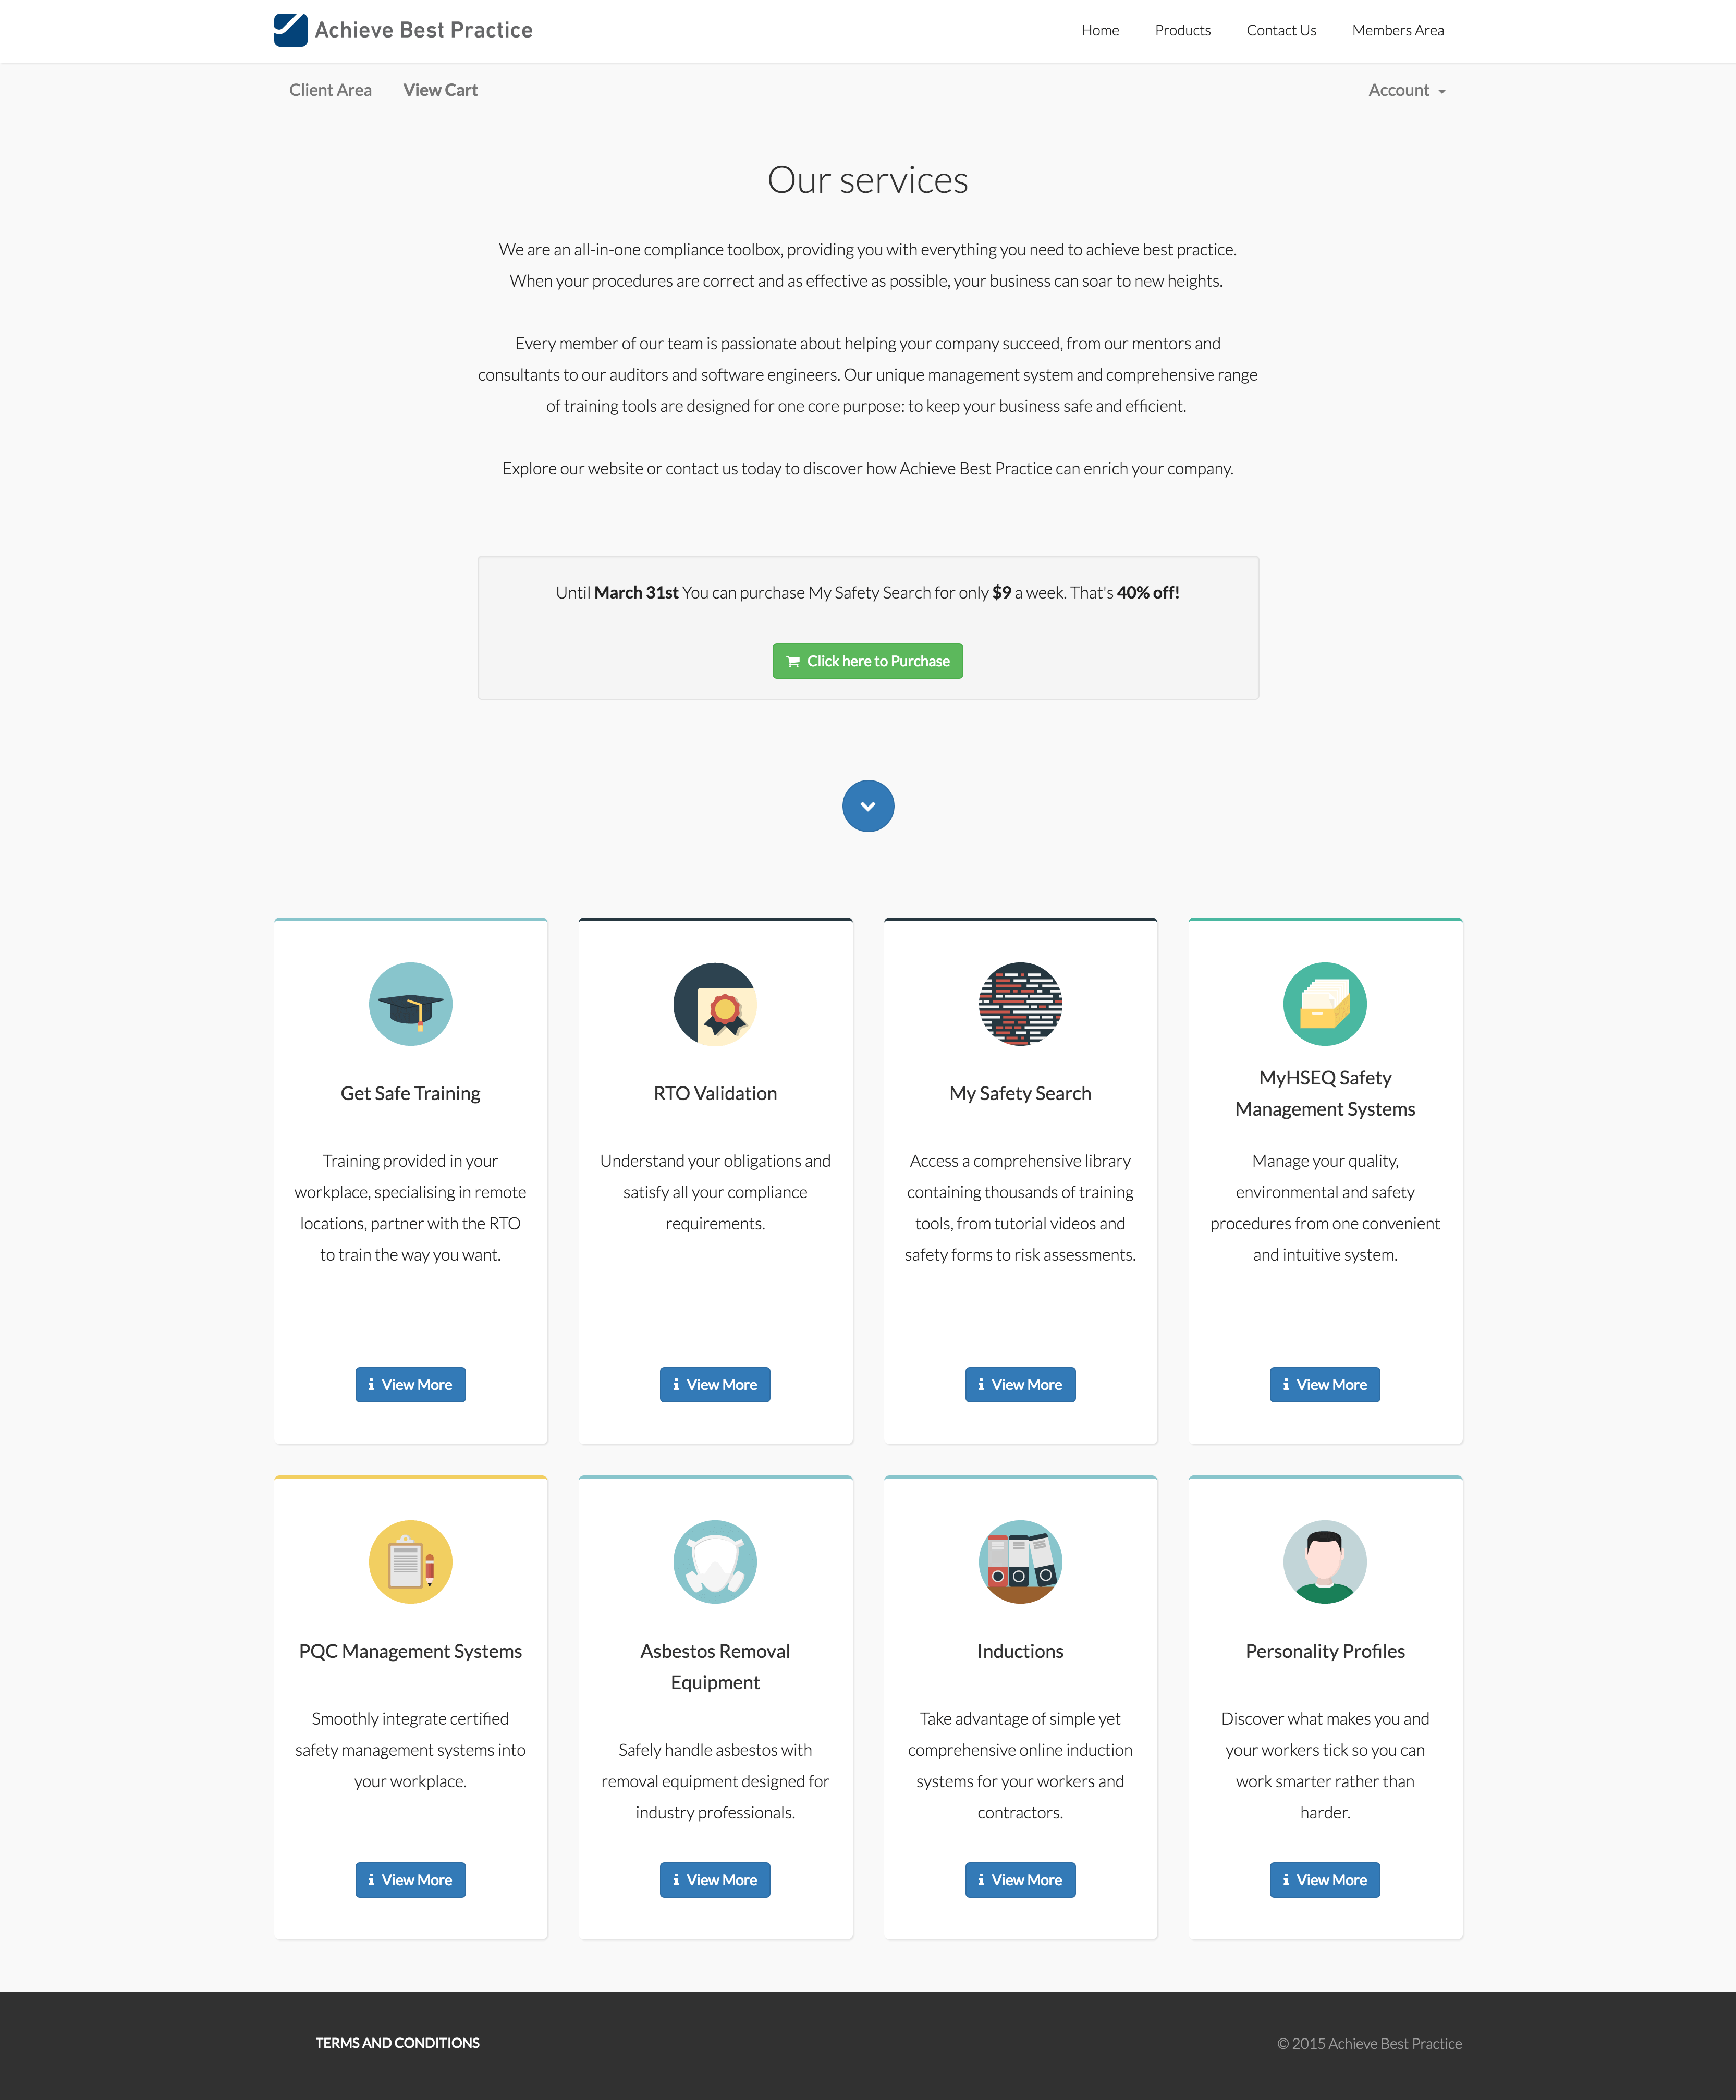 Achieve Best Practice
Home
Products
Contact Us
Members Area
Client Area
View Cart
Account
Our services
We are an all-in-one compliance toolbox, providing you with everything you need to achieve best practice.
When your procedures are correct and as effective as possible, your business can soar to new heights.
Every member of our team is passionate about helping your company succeed, from our mentors and
consultants to our auditors and software engineers. Our unique management system and comprehensive range
of training tools are designed for one core purpose: to keep your business safe and efficient.
Explore our website or contact us today to discover how Achieve Best Practice can enrich your company.
Until March 31st You can purchase My Safety Search for only $9 a week. That's 40% off!
Click here to Purchase
Get Safe Training
Training provided in your
workplace, specialising in remote
locations, partner with the RTO
to train the way you want.
View More
RTO Validation
Understand your obligations and
satisfy all your compliance
requirements.
View More
My Safety Search
Access a comprehensive library
containing thousands of training
tools, from tutorial videos and
safety forms to risk assessments.
View More
MyHSEQ Safety
Management Systems
Manage your quality,
environmental and safety
procedures from one convenient
and intuitive system.
View More
PQC Management Systems
Smoothly integrate certified
safety management systems into
your workplace.
View More
Asbestos Removal
Equipment
Safely handle asbestos with
removal equipment designed for
industry professionals.
View More
Inductions
Take advantage of simple yet
comprehensive online induction
systems for your workers and
contractors.
View More
Personality Profiles
Discover what makes you and
your workers tick so you can
work smarter rather than
harder.
View More
TERMS AND CONDITIONS
© 2015 Achieve Best Practice